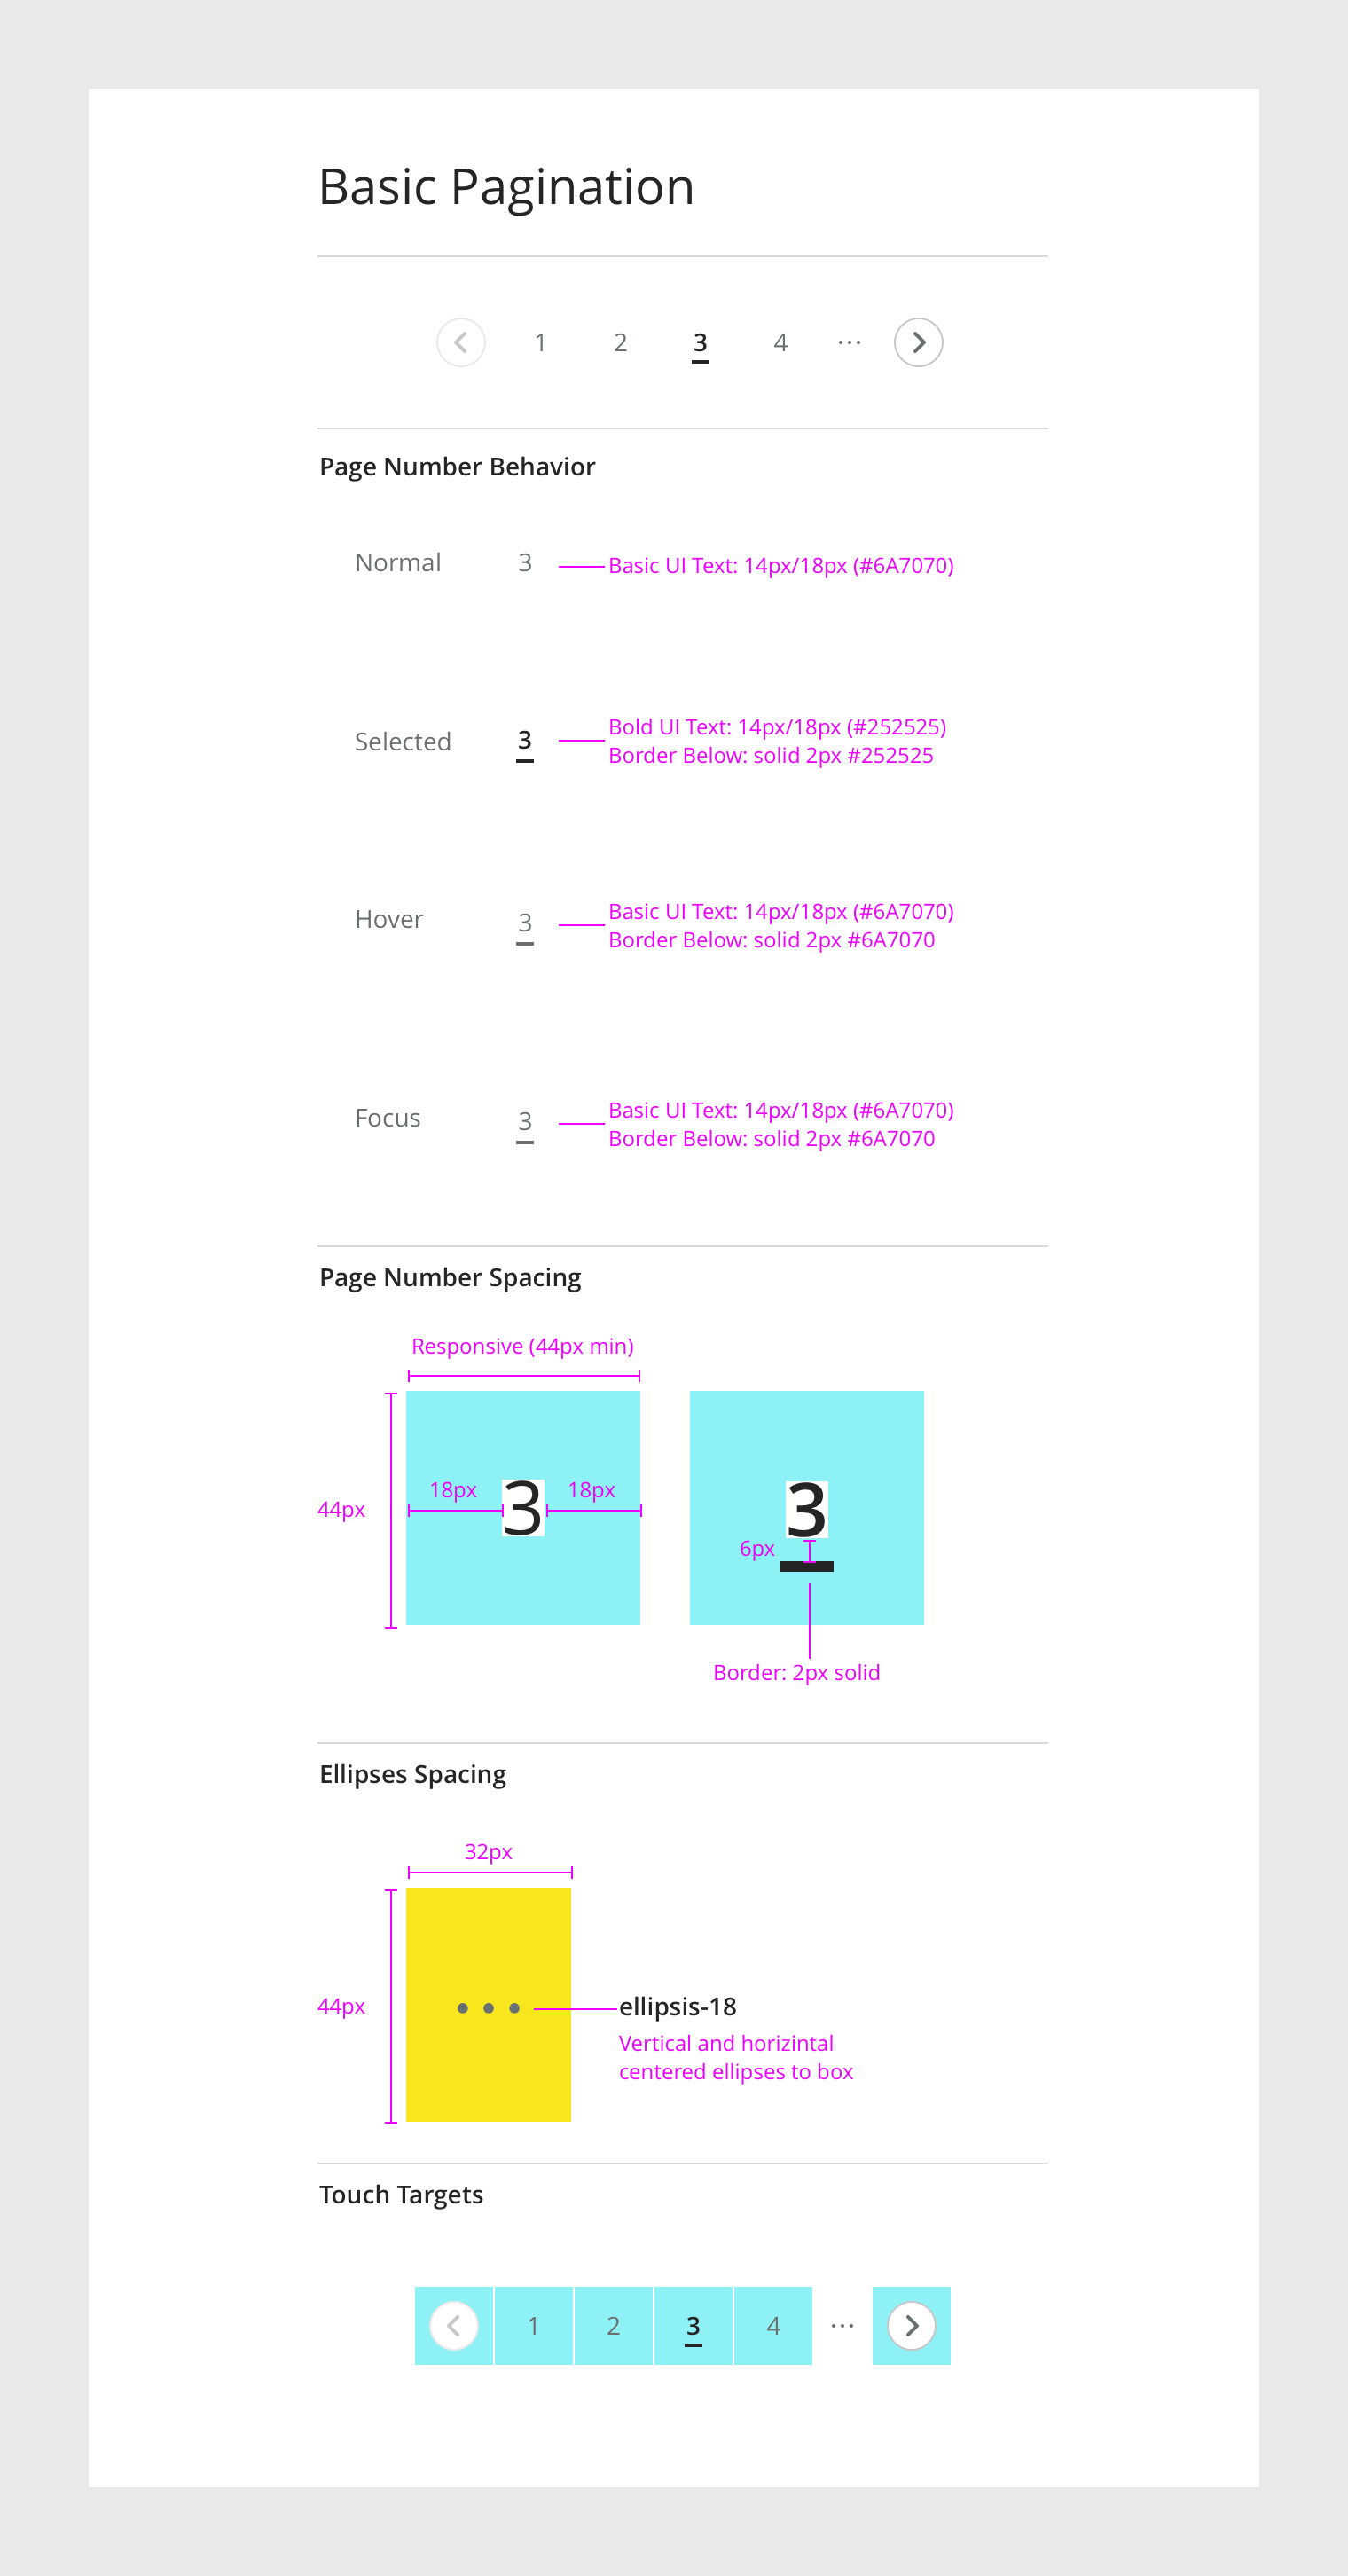 Basic Pagination
1 2 3 4 ...
Page Number Behavior
Normal 3 Basic UI Text: 14px/18px (#6A7070)
Selected 3 Bold UI Text: 14px/18px (#252525)
Border Below: solid 2px #252525
Hover 3 Basic UI Text: 14px/18px (#6A7070)
Border Below: solid 2px #6A7070
Focus 3 Basic UI Text: 14px/18px (#6A7070)
Border Below: solid 2px #6A7070
Page Number Spacing
Responsive (44px min)
44px 18px 3 18px 3
6px
Border: 2px solid
Ellipses Spacing
32px
44px ... ellipsis-18
Vertical and horizintal
centered ellipses to box
Touch Targets
1 2 3 4 ...